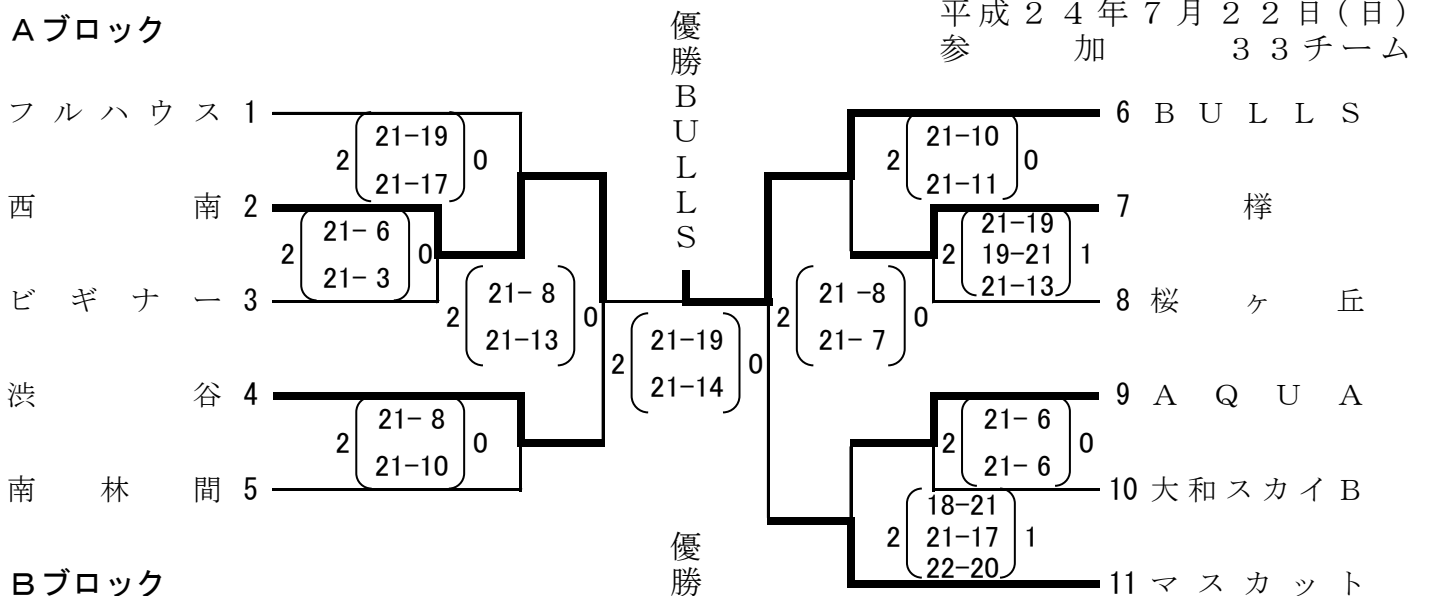 平成２４年７月２２日(日)
参加 ３３チーム
Ａブロック
優勝ＢＵＬＬＳ
フルハウス 1
21-19
2 0
21-17
西南 2
21- 6
2 0
21- 3
ビギナー 3
21- 8
2 0
21-13
渋谷 4
21- 8
2 0
21-10
南林間 5
21-19
2 0
21-14
6 ＢＵＬＬＳ
21-10
2 0
21-11
7 欅
21-19
2 19-21 1
21-13
8 桜ヶ丘
21 -8
2 0
21- 7
9 ＡＱＵＡ
21- 6
2 0
21- 6
10 大和スカイＢ
18-21
2 21-17 1
22-20
11 マスカット
優勝
Ｂブロック